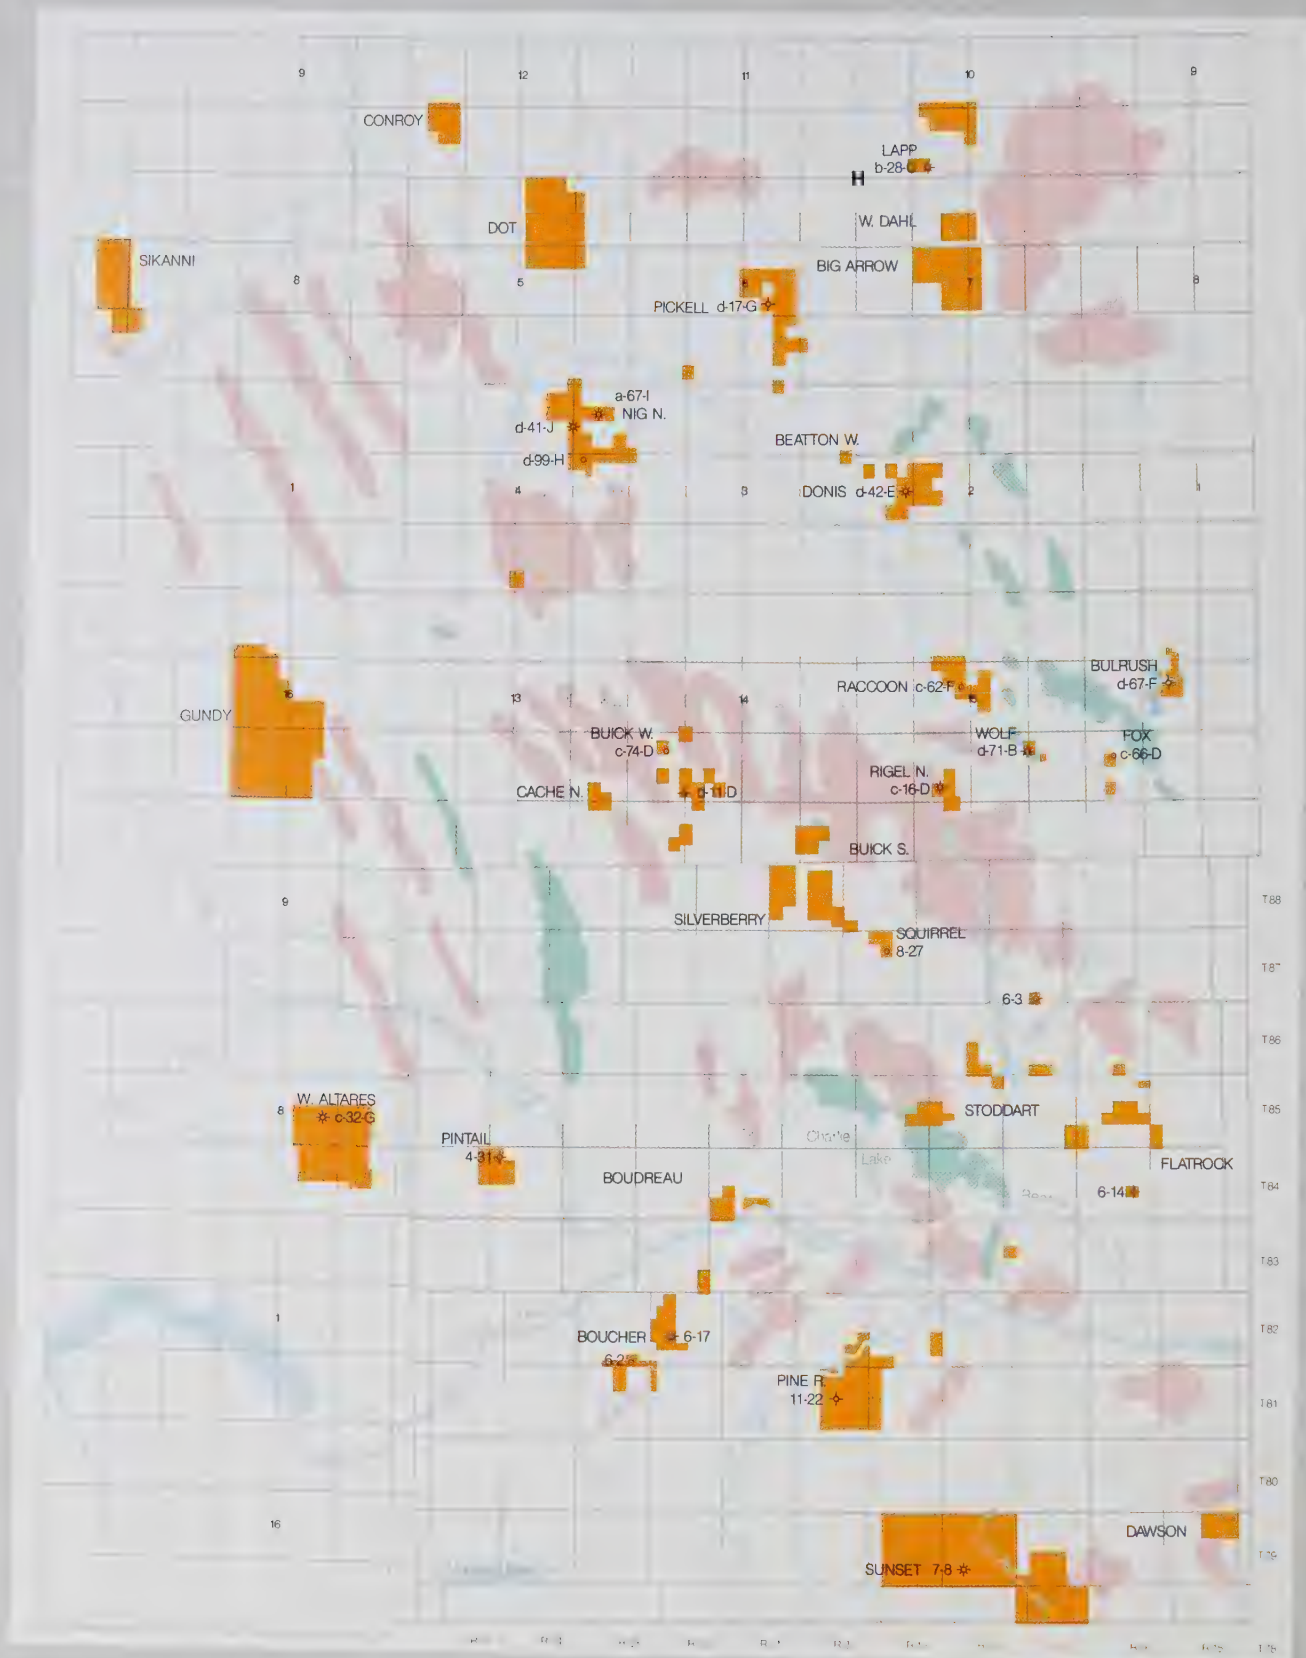 9
12
11
10
9
CONROY
LAPP
b-28-C
H
DOT
W. DAHL
SIKANNI
BIG ARROW
8
5
6
7
8
PICKELL d-17-G
a-67-I
NIG N.
d-41-J
BEATTON W.
d-99-H
1
4
3
DONIS d-42-E
2
1
BULRUSH
d-67-F
RACCOON c-62-F
16
13
14
15
GUNDY
BUICK W.
c-74-D
WOLF
d-71-B
FOX
c-66-D
RIGEL N.
c-16-D
CACHE N.
d-11-D
BUICK S.
9
T88
SILVERBERRY
SQUIRREL
8-27
T87
6-3
T86
W. ALTARES
8
c-32-G
STODDART
T85
PINTAIL
4-31
Charlie
Lake
BOUDREAU
FLATROCK
T84
6-14
T83
1
T82
BOUCHER 6-17
6-2
PINE R.
11-22
T81
T80
16
DAWSON
SUNSET 7-8